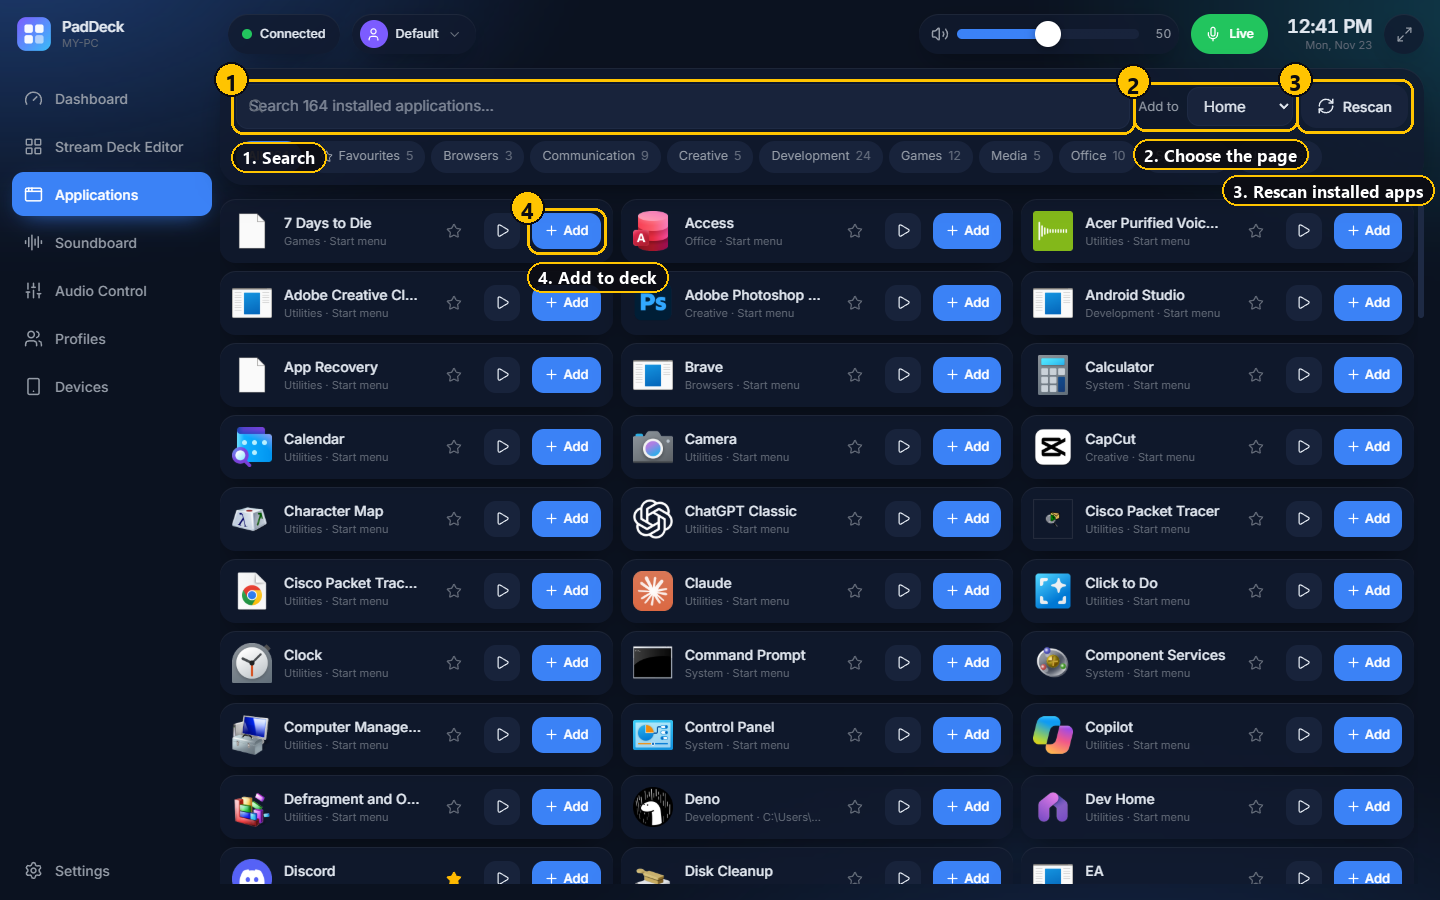 PadDeck
MY-PC
Connected
Default
50
Live
12:41 PM
Mon, Nov 23
Dashboard
Stream Deck Editor
Applications
Soundboard
Audio Control
Profiles
Devices
Settings
1
Search 164 installed applications...
2
Add to
Home
3
Rescan
1. Search
Favourites 5
Browsers 3
Communication 9
Creative 5
Development 24
Games 12
Media 5
Office 10
2. Choose the page
3. Rescan installed apps
7 Days to Die
Games · Start menu
4
Add
4. Add to deck
Access
Office · Start menu
Add
Acer Purified Voic...
Utilities · Start menu
Add
Adobe Creative Cl...
Utilities · Start menu
Add
Ps
Adobe Photoshop ...
Creative · Start menu
Add
Android Studio
Development · Start menu
Add
App Recovery
Utilities · Start menu
Add
Brave
Browsers · Start menu
Add
Calculator
System · Start menu
Add
Calendar
Utilities · Start menu
Add
Camera
Utilities · Start menu
Add
CapCut
Creative · Start menu
Add
Character Map
Utilities · Start menu
Add
ChatGPT Classic
Utilities · Start menu
Add
Cisco Packet Tracer
Utilities · Start menu
Add
Cisco Packet Trac...
Utilities · Start menu
Add
Claude
Utilities · Start menu
Add
Click to Do
Utilities · Start menu
Add
Clock
Utilities · Start menu
Add
Command Prompt
System · Start menu
Add
Component Services
System · Start menu
Add
Computer Manage...
Utilities · Start menu
Add
Control Panel
System · Start menu
Add
Copilot
Utilities · Start menu
Add
Defragment and O...
Utilities · Start menu
Add
Deno
Development · C:\Users\...
Add
Dev Home
Utilities · Start menu
Add
Discord
Add
Disk Cleanup
Add
EA
Add